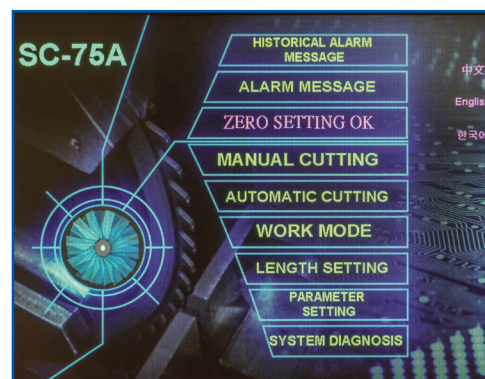 SC-75A
HISTORICAL ALARM
MESSAGE
ALARM MESSAGE
ZERO SETTING OK
MANUAL CUTTING
AUTOMATIC CUTTING
WORK MODE
LENGTH SETTING
PARAMETER
SETTING
SYSTEM DIAGNOSIS
中文
Englis
한국어